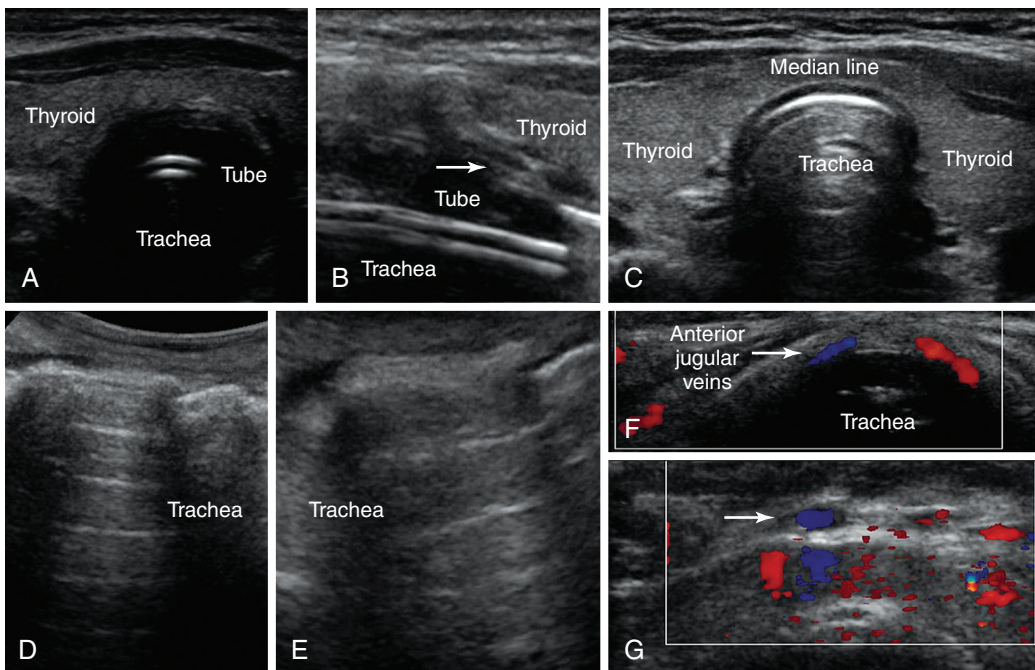 Thyroid
Tube
Trachea
A
Thyroid
Tube
Trachea
B
Median line
Thyroid
Trachea
Thyroid
C
Trachea
D
Trachea
E
Anterior
jugular
veins
Trachea
F
G